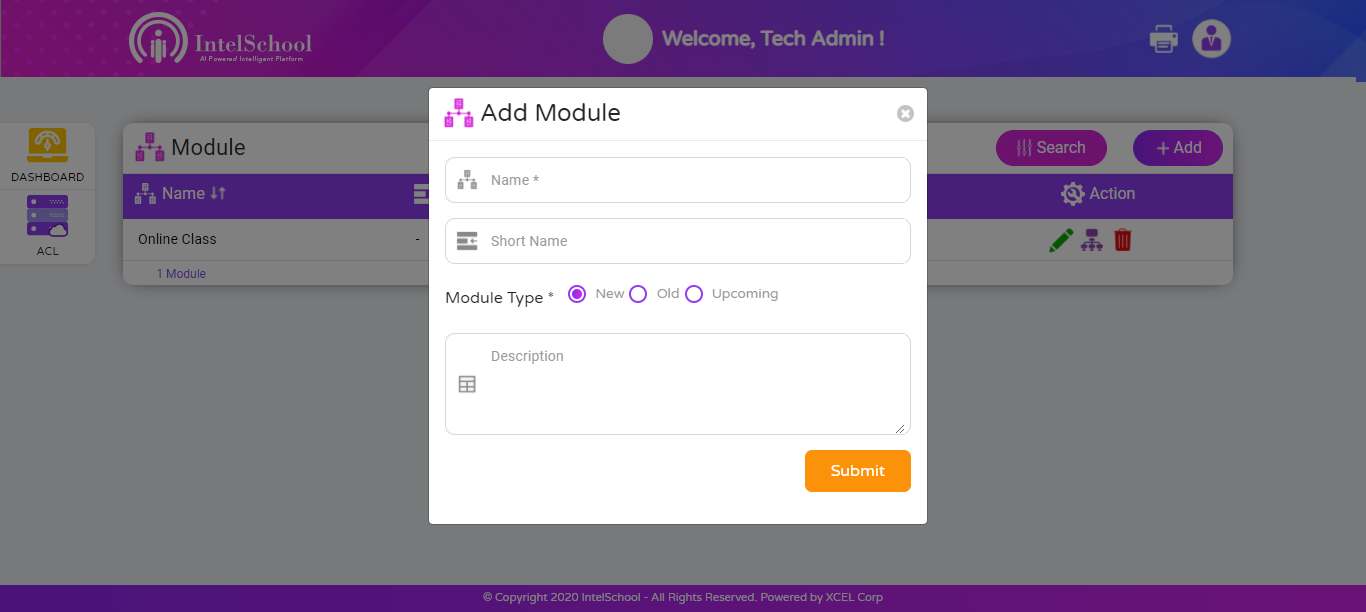 IntelSchool
AI Powered Intelligent Platform
Welcome, Tech Admin !
Add Module
Module
Search
+ Add
DASHBOARD
Name
Action
Name *
Short Name
Online Class
-
ACL
1 Module
Module Type * New Old Upcoming
Description
Submit
© Copyright 2020 IntelSchool - All Rights Reserved. Powered by XCEL Corp